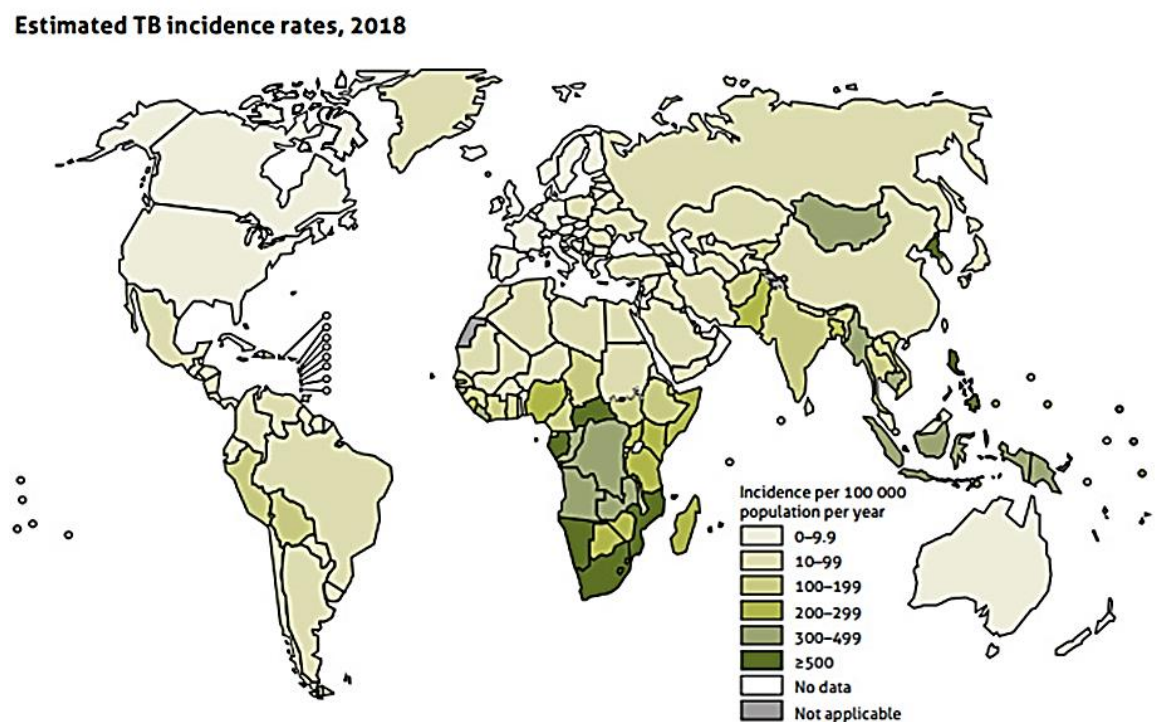 Estimated TB incidence rates, 2018
Incidence per 100 000
population per year
0–9.9
10–99
100–199
200–299
300–499
≥500
No data
Not applicable